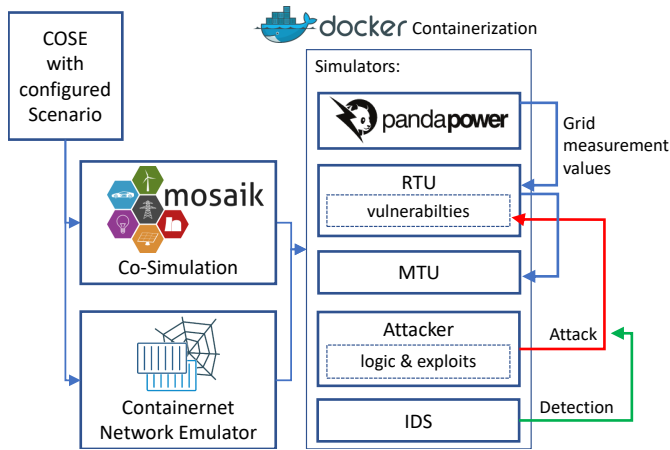 COSE
with
configured
Scenario
docker Containerization
Simulators:
pandapower
Grid
measurement
values
RTU
vulnerabilties
mosaik
Co-Simulation
MTU
Attacker
logic & exploits
Attack
Containernet
Network Emulator
IDS
Detection